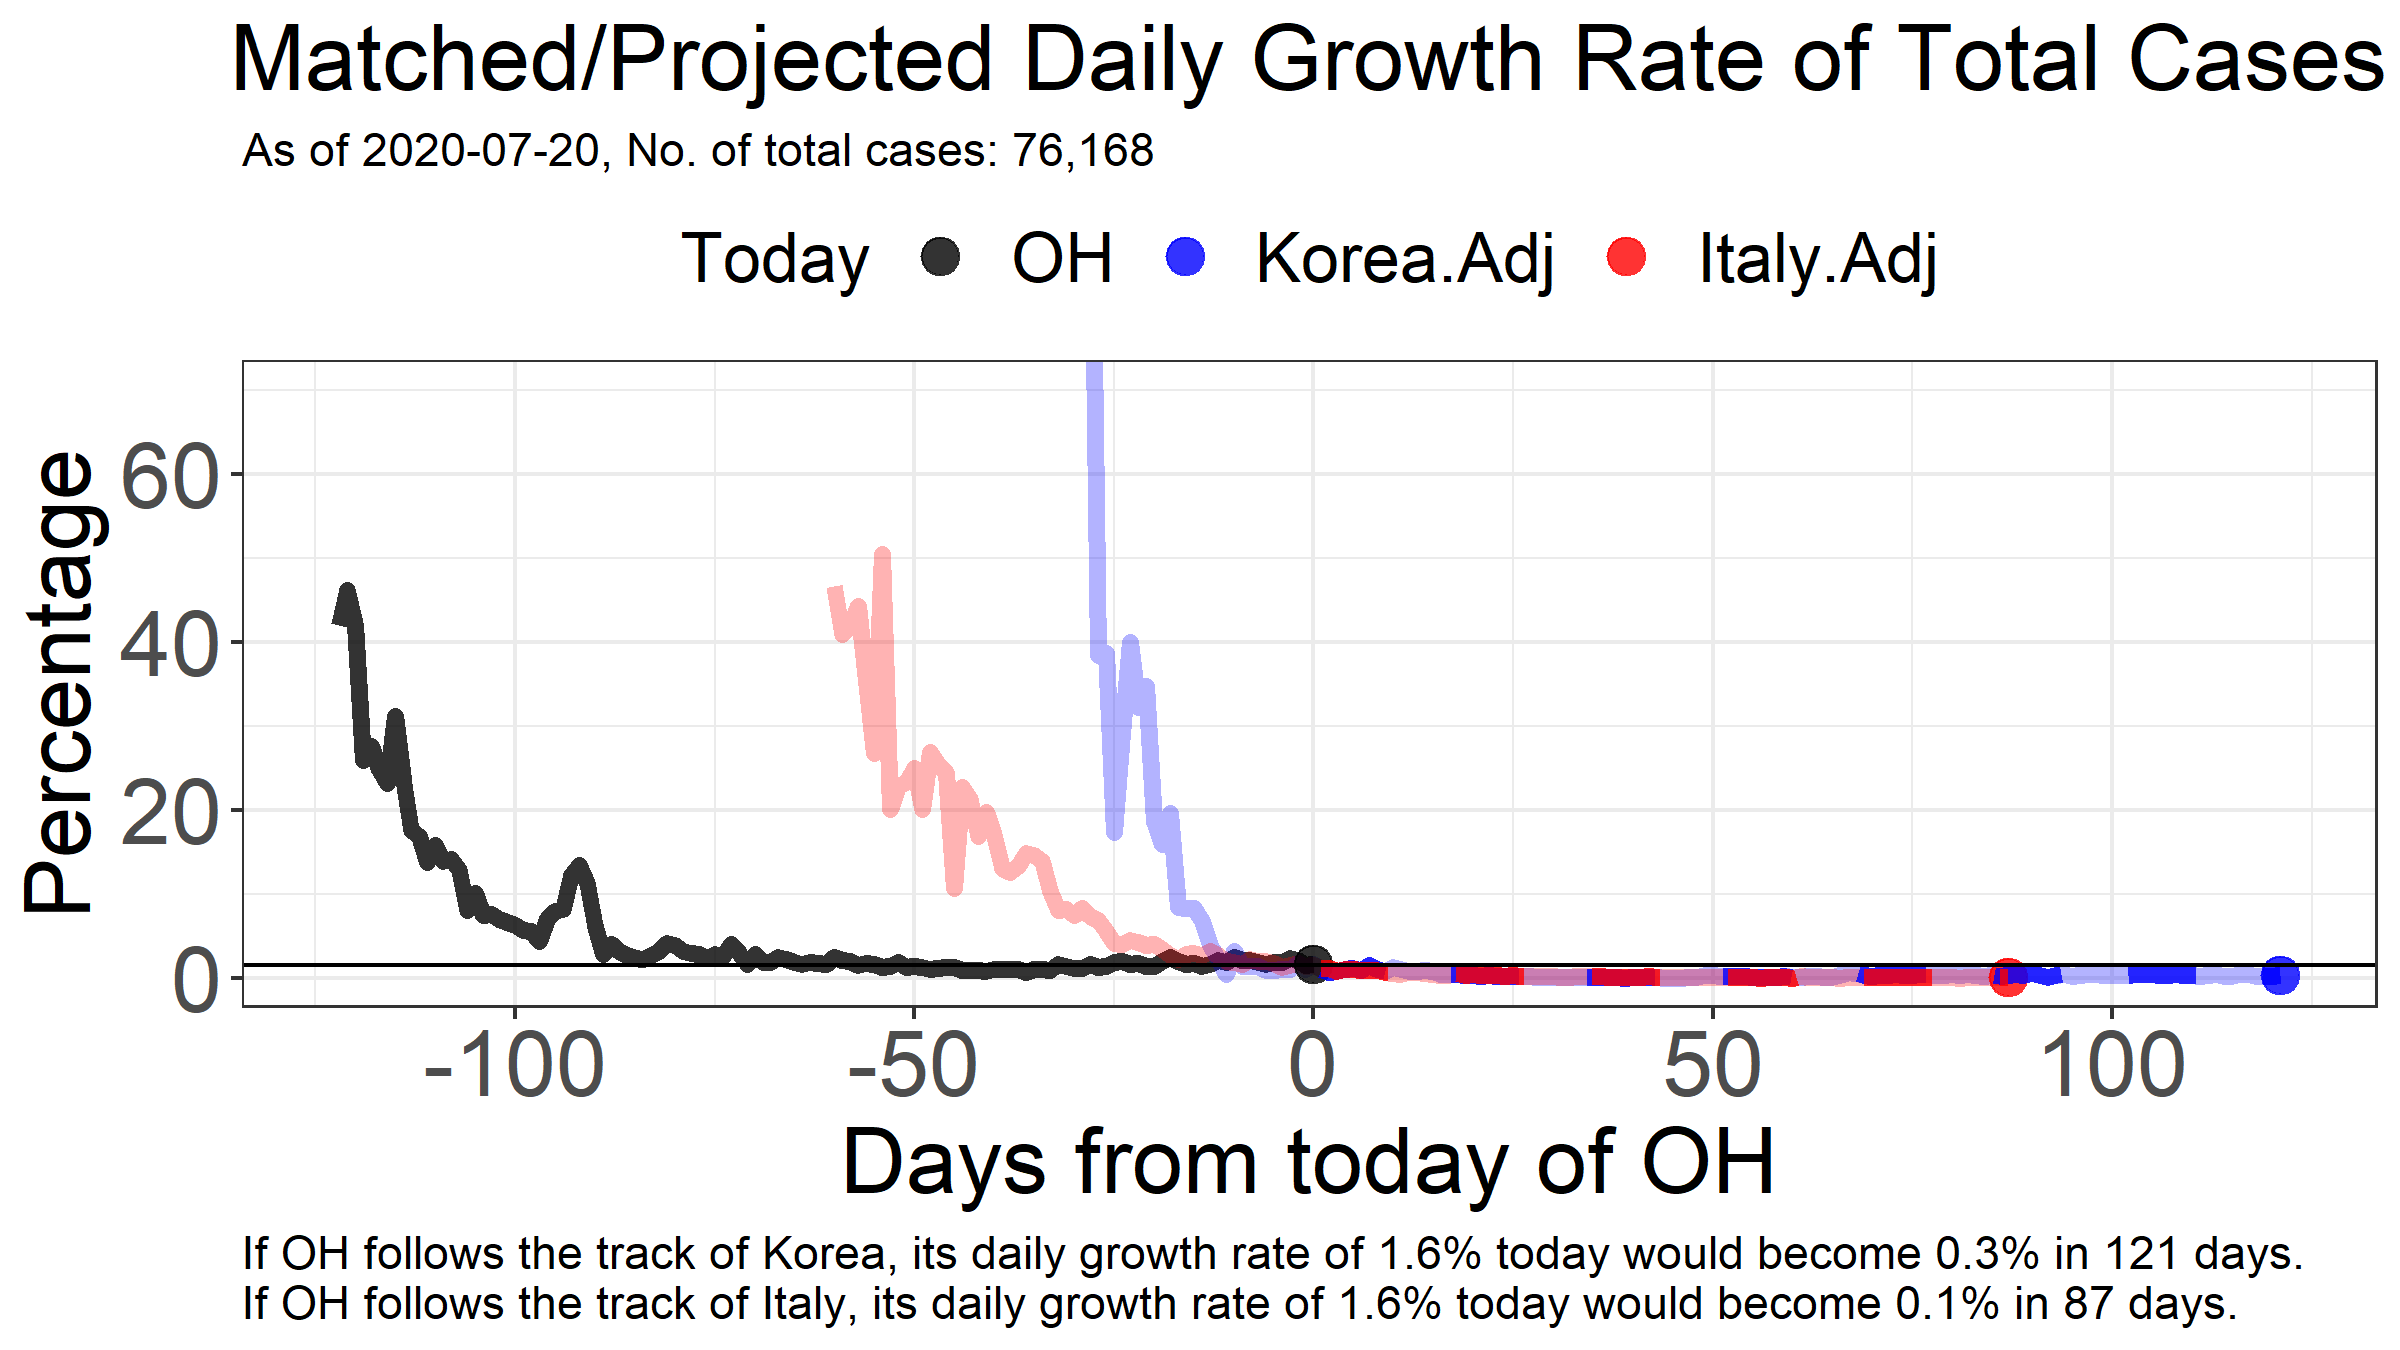 Matched/Projected Daily Growth Rate of Total Cases
As of 2020-07-20, No. of total cases: 76,168
Today OH Korea.Adj Italy.Adj
Percentage
60
40
20
0
-100 -50 0 50 100
Days from today of OH
If OH follows the track of Korea, its daily growth rate of 1.6% today would become 0.3% in 121 days.
If OH follows the track of Italy, its daily growth rate of 1.6% today would become 0.1% in 87 days.